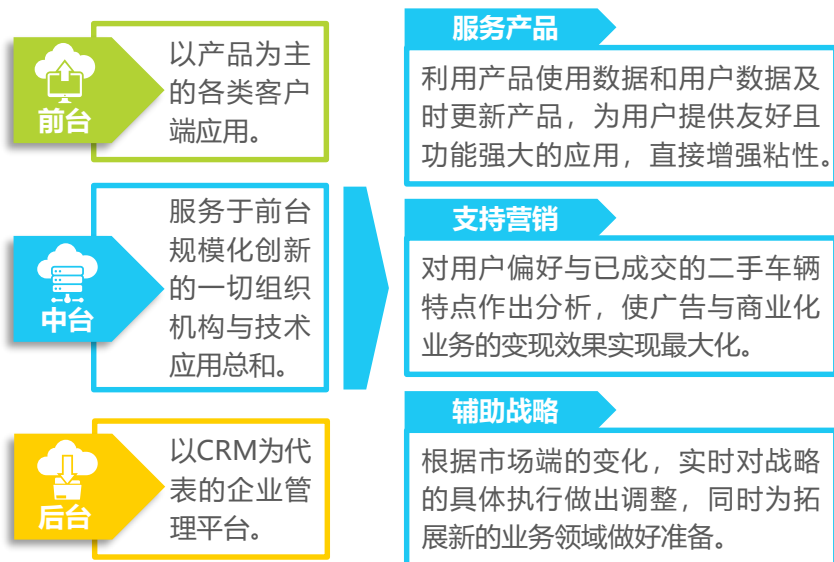 前台
以产品为主
的各类客户
端应用。
中台
服务于前台
规模化创新
的一切组织
机构与技术
应用总和。
后台
以CRM为代
表的企业管
理平台。
服务产品
利用产品使用数据和用户数据及
时更新产品，为用户提供友好且
功能强大的应用，直接增强粘性。
支持营销
对用户偏好与已成交的二手车辆
特点作出分析，使广告与商业化
业务的变现效果实现最大化。
辅助战略
根据市场端的变化，实时对战略
的具体执行做出调整，同时为拓
展新的业务领域做好准备。